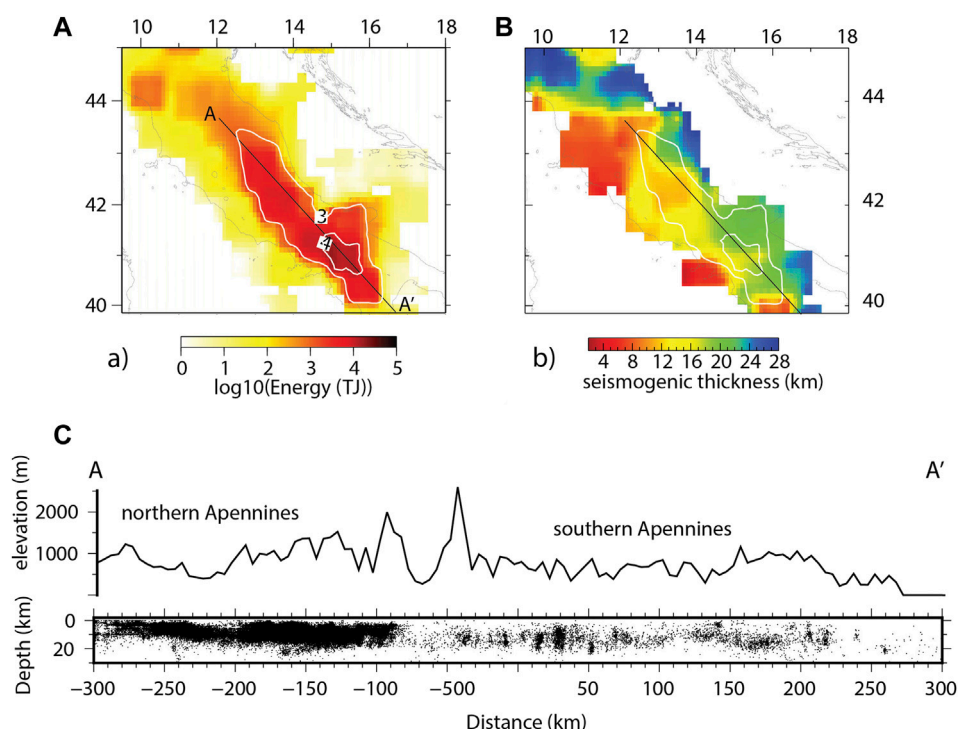 A
10 12 14 16 18
44
42
40
A
3
4
A'
a)
0 1 2 3 4 5
log10(Energy (TJ))
B
10 12 14 16 18
44
42
40
b)
4 8 12 16 20 24 28
seismogenic thickness (km)
C
A A'
elevation (m)
2000
1000
northern Apennines
southern Apennines
Depth (km)
0
20
−300 −250 −200 −150 −100 −500 50 100 150 200 250 300
Distance (km)